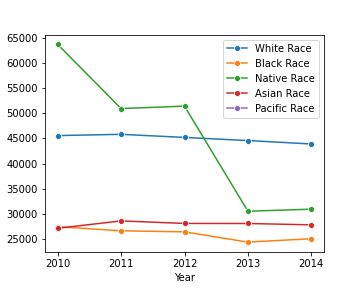 65000
60000
55000
50000
45000
40000
35000
30000
25000
White Race
Black Race
Native Race
Asian Race
Pacific Race
2010 2011 2012 2013 2014
Year